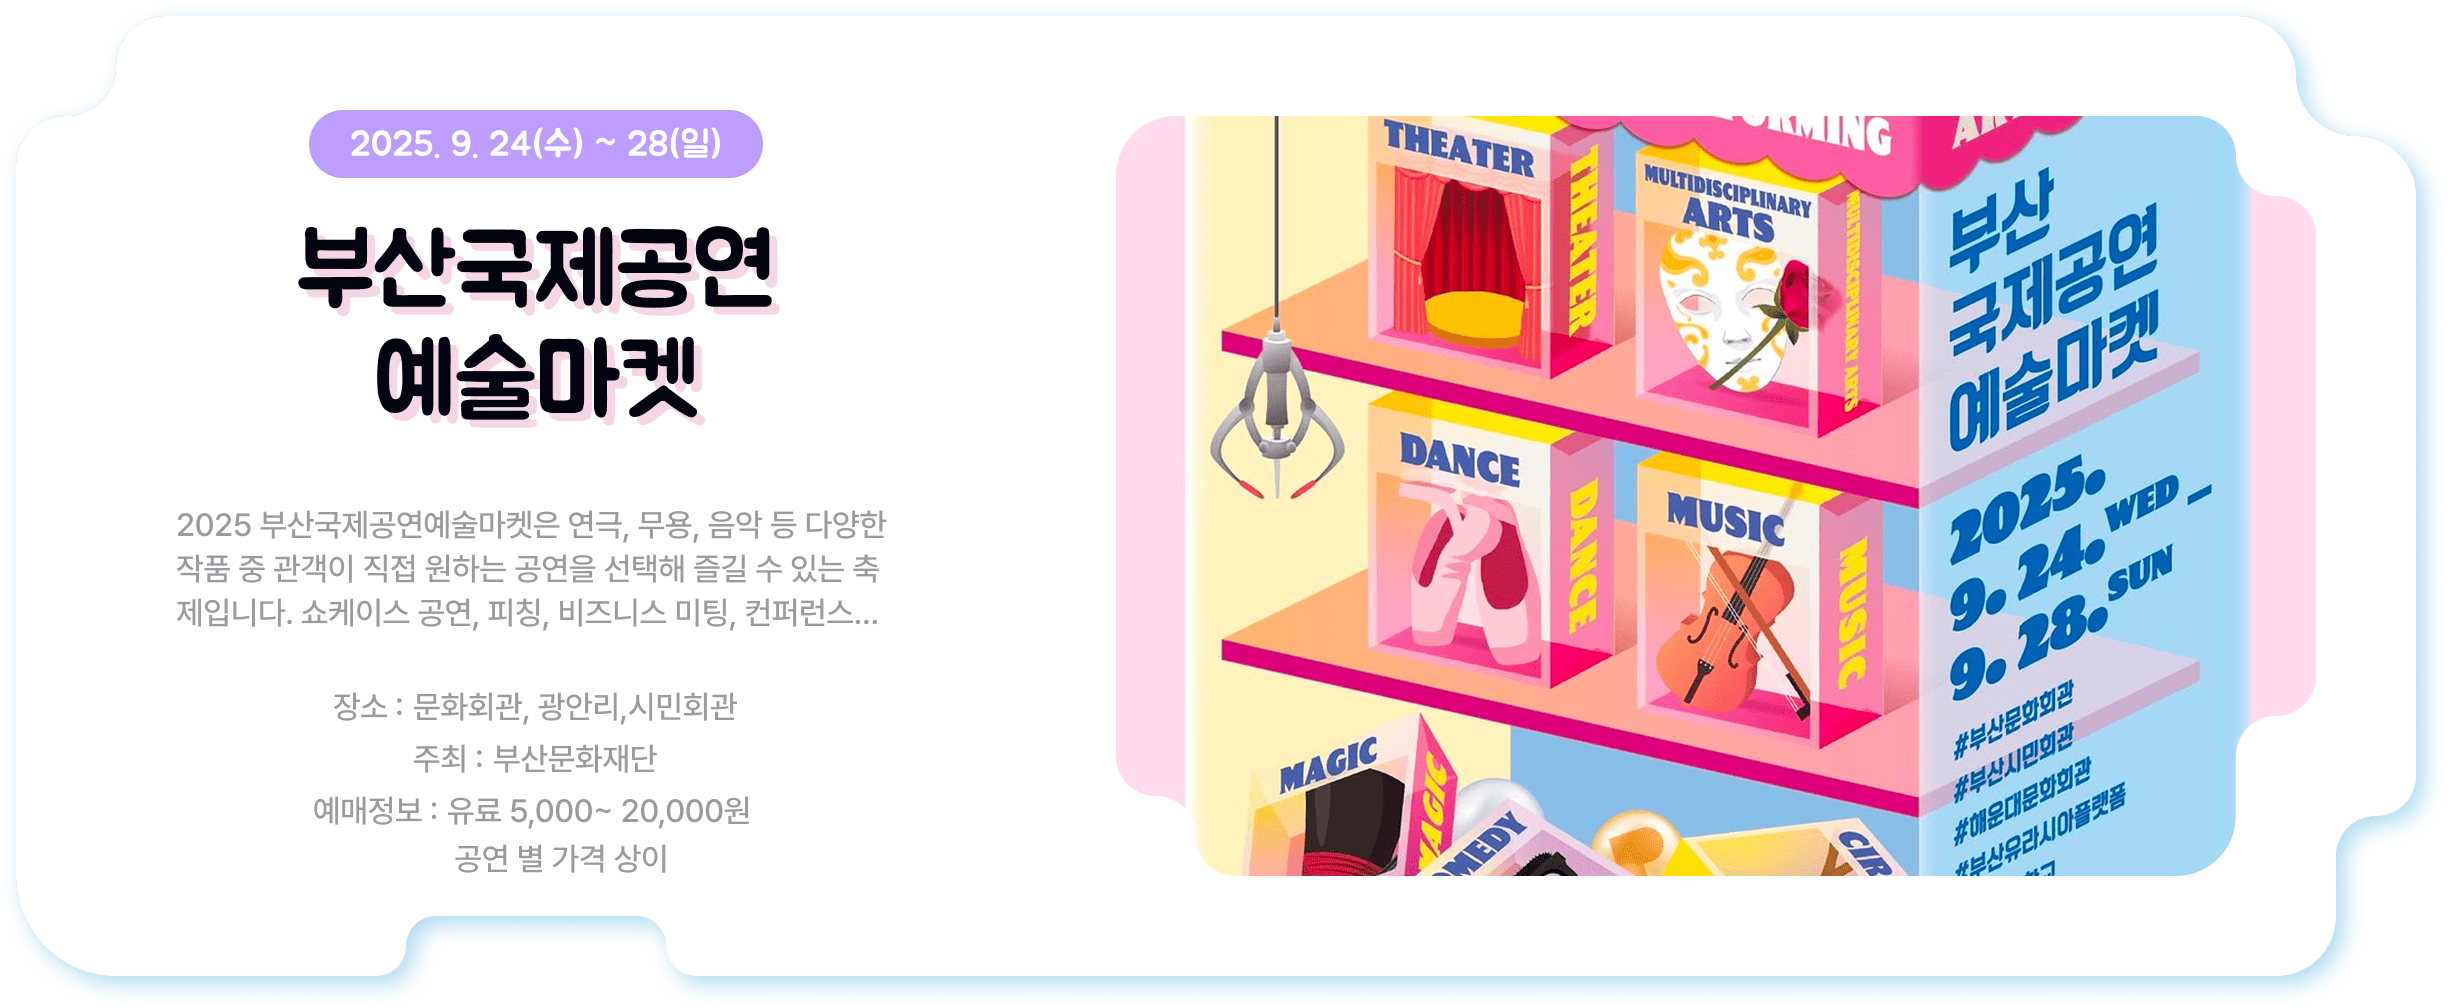 2025. 9. 24(수) ~ 28(일)
부산국제공연
예술마켓
2025 부산국제공연예술마켓은 연극, 무용, 음악 등 다양한
작품 중 관객이 직접 원하는 공연을 선택해 즐길 수 있는 축
제입니다. 쇼케이스 공연, 피칭, 비즈니스 미팅, 컨퍼런스...
장소 : 문화회관, 광안리,시민회관
주최 : 부산문화재단
예매정보 : 유료 5,000~ 20,000원
공연 별 가격 상이
THEATER
THEATER
MULTIDISCIPLINARY
ARTS
MULTIDISCIPLINARY ARTS
DANCE
DANCE
MUSIC
MUSIC
MAGIC
MAGIC
부산
국제공연
예술마켓
2025.
9. 24. WED –
9. 28. SUN
#부산문화회관
#부산시민회관
#해운대문화회관
#부산유라시아플랫폼